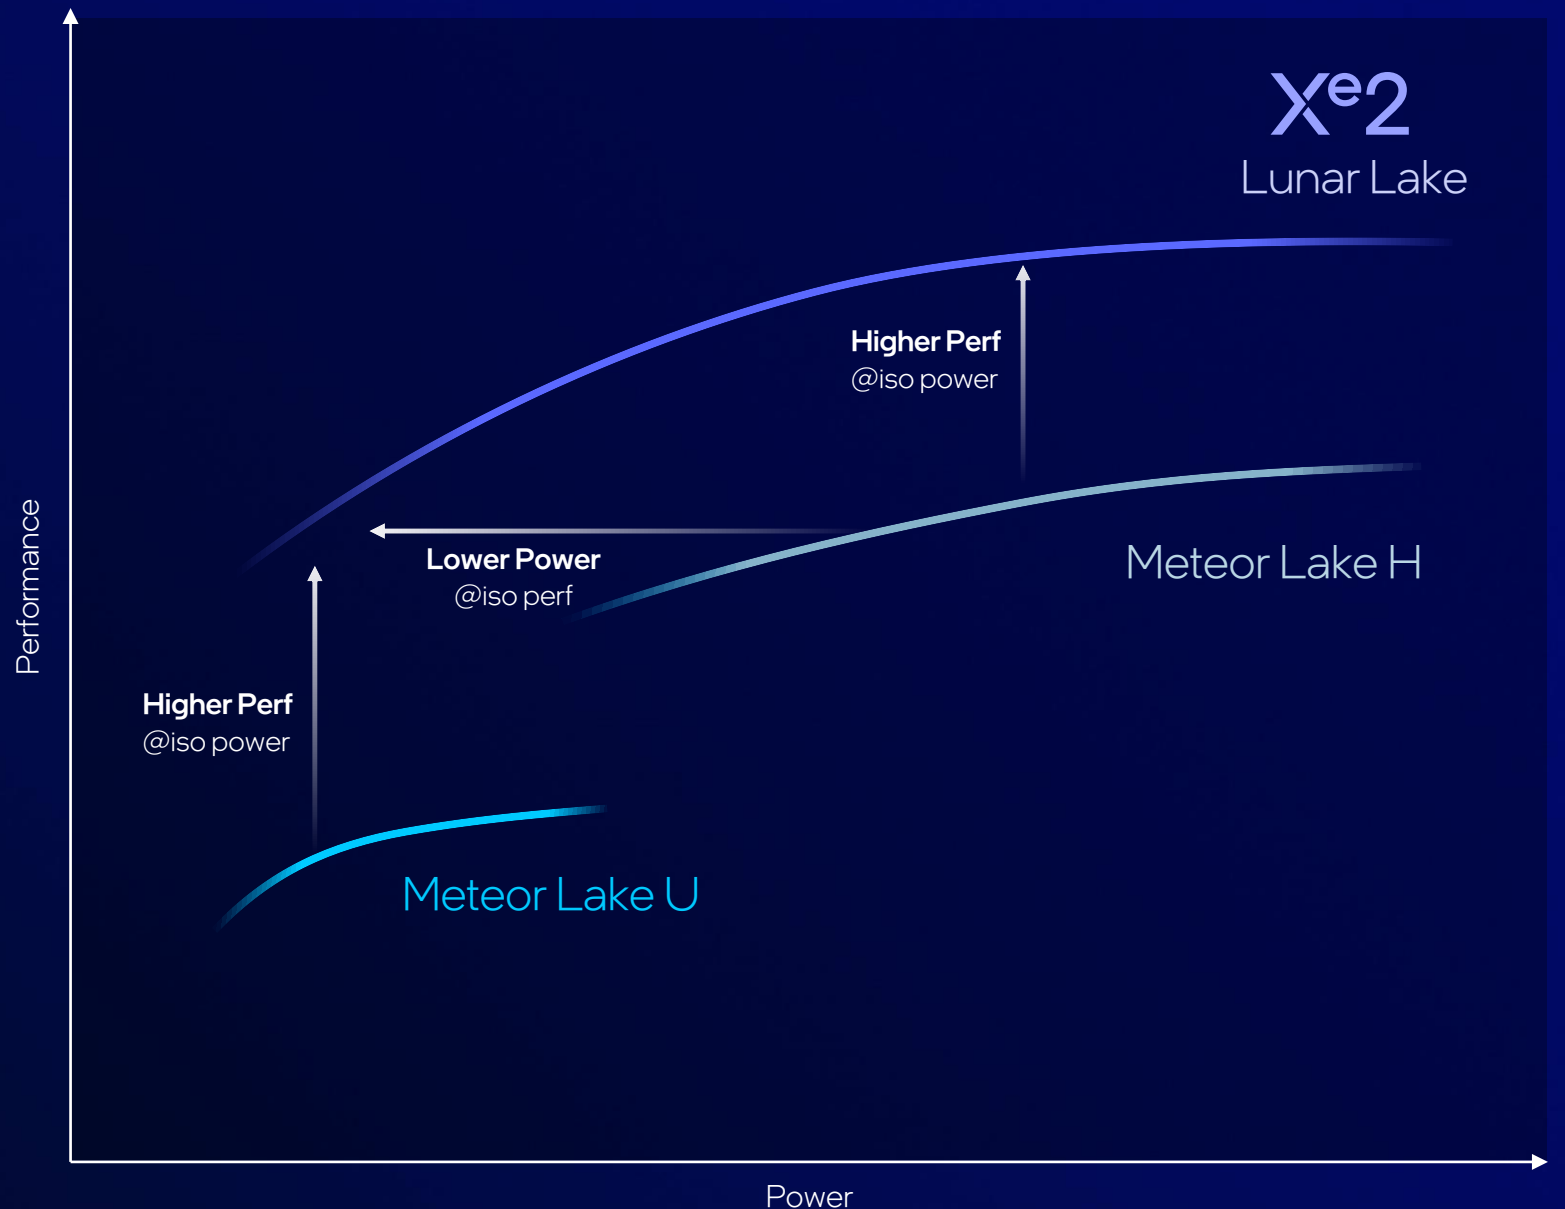 Xe2
Lunar Lake
Higher Perf
@iso power
Lower Power
@iso perf
Meteor Lake H
Higher Perf
@iso power
Meteor Lake U
Performance
Power